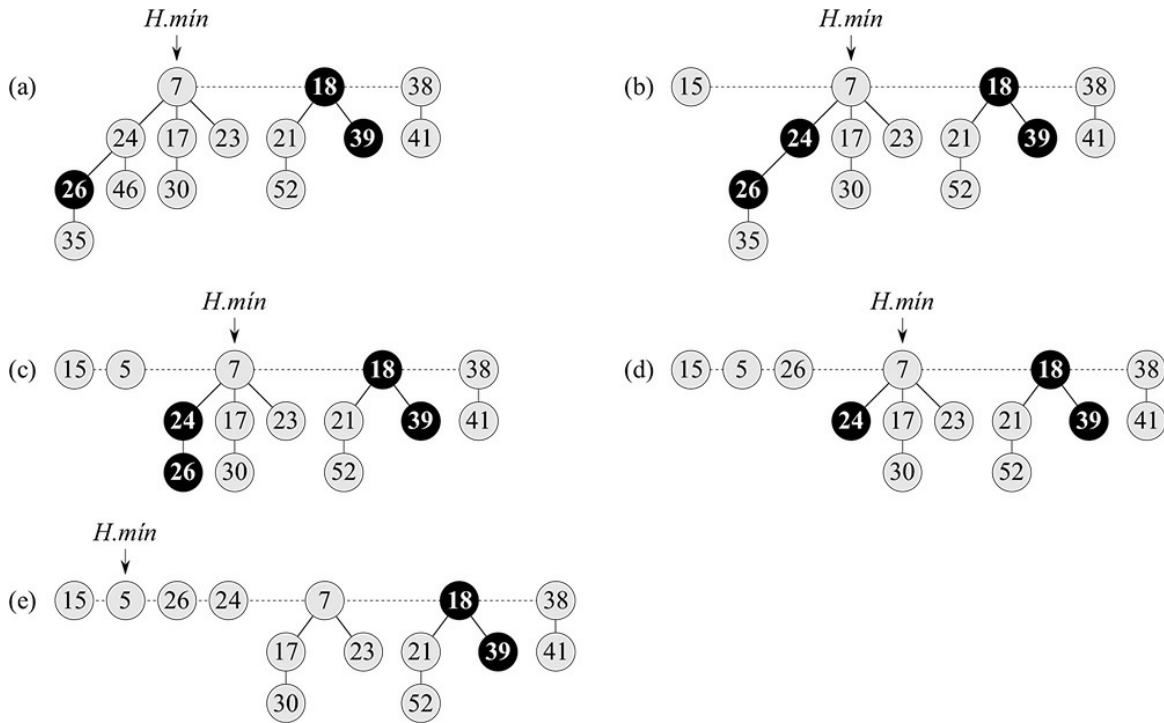 H.mín
(a) 7 18 38
24 17 23 21 39 41
26 46 30 52
35
H.mín
(b) 15 7 18 38
24 17 23 21 39 41
26 30 52
35
H.mín
(c) 15 5 7 18 38
24 17 23 21 39 41
26 30 52
H.mín
(d) 15 5 26 7 18 38
24 17 23 21 39 41
30 52
H.mín
(e) 15 5 26 24 7 18 38
17 23 21 39 41
30 52